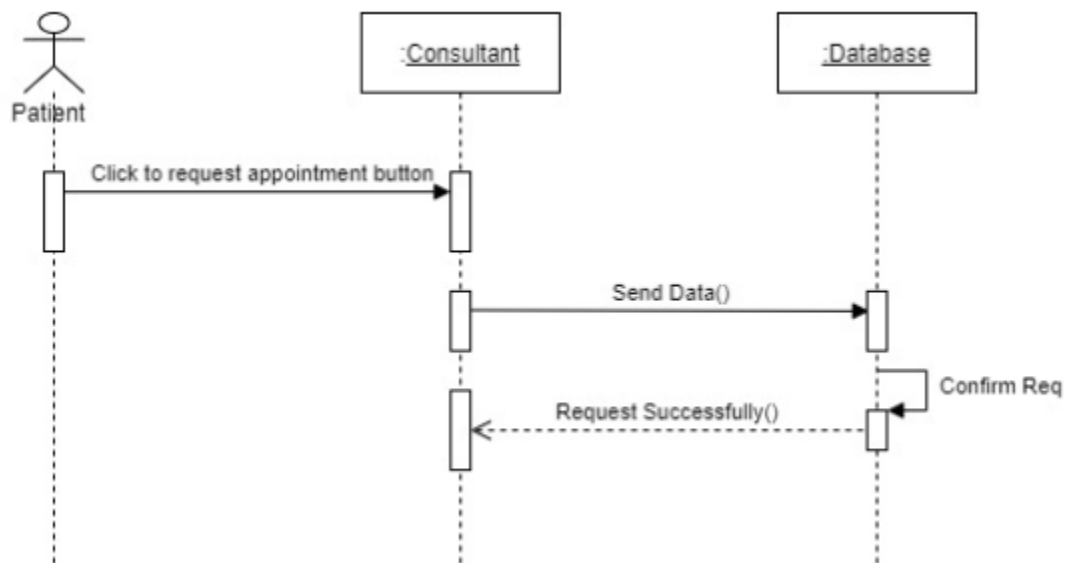 :Consultant
:Database
Patient
Click to request appointment button
Send Data()
Confirm Req
Request Successfully()